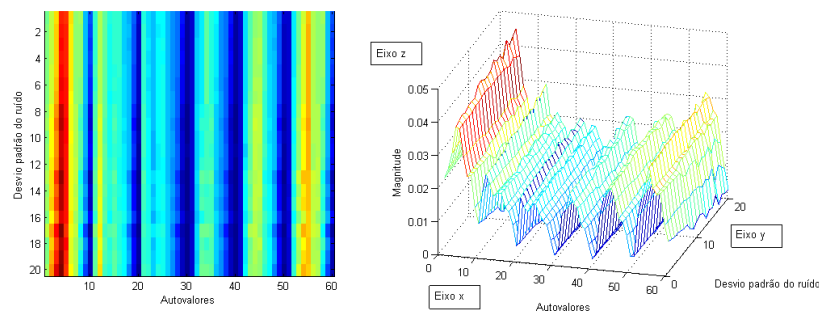 2
4
6
8
10
12
14
16
18
20
10 20 30 40 50 60
Autovalores
Desvio padrão do ruído
Eixo z
0.05
0.04
0.03
0.02
0.01
0
Magnitude
0 10 20 30 40 50 60
Eixo x
Autovalores
0 10 20
Eixo y
Desvio padrão do ruído